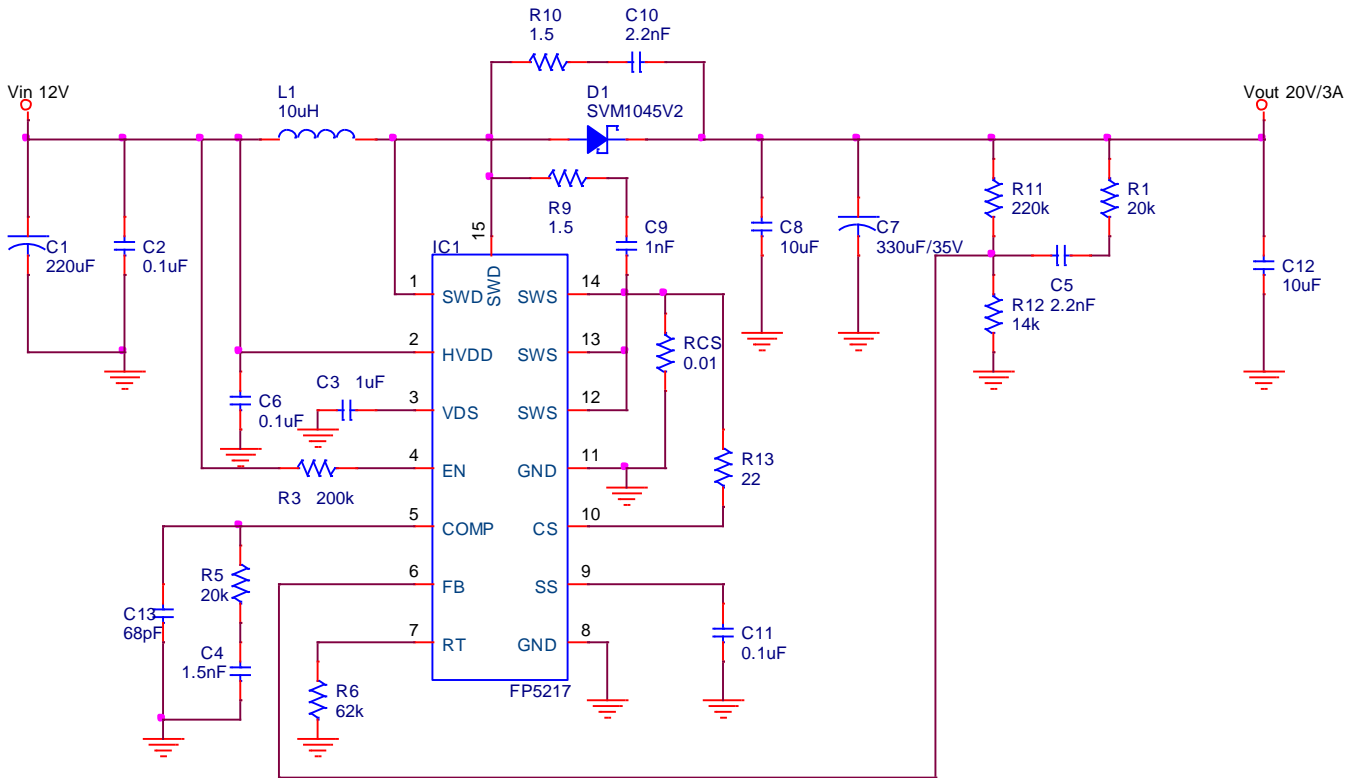 R10
1.5
C10
2.2nF
Vin 12V
L1
10uH
D1
SVM1045V2
Vout 20V/3A
R9
1.5
C9
1nF
C1
220uF
C2
0.1uF
C8
10uF
C7
330uF/35V
R11
220k
R1
20k
C5
2.2nF
R12
14k
C12
10uF
IC1
15
SWD
1
SWD
2
HVDD
3
VDS
4
EN
5
COMP
6
FB
7
RT
14
SWS
13
SWS
12
SWS
11
GND
10
CS
9
SS
8
GND
FP5217
RCS
0.01
C3 1uF
C6
0.1uF
R3 200k
R13
22
R5
20k
C13
68pF
C4
1.5nF
C11
0.1uF
R6
62k